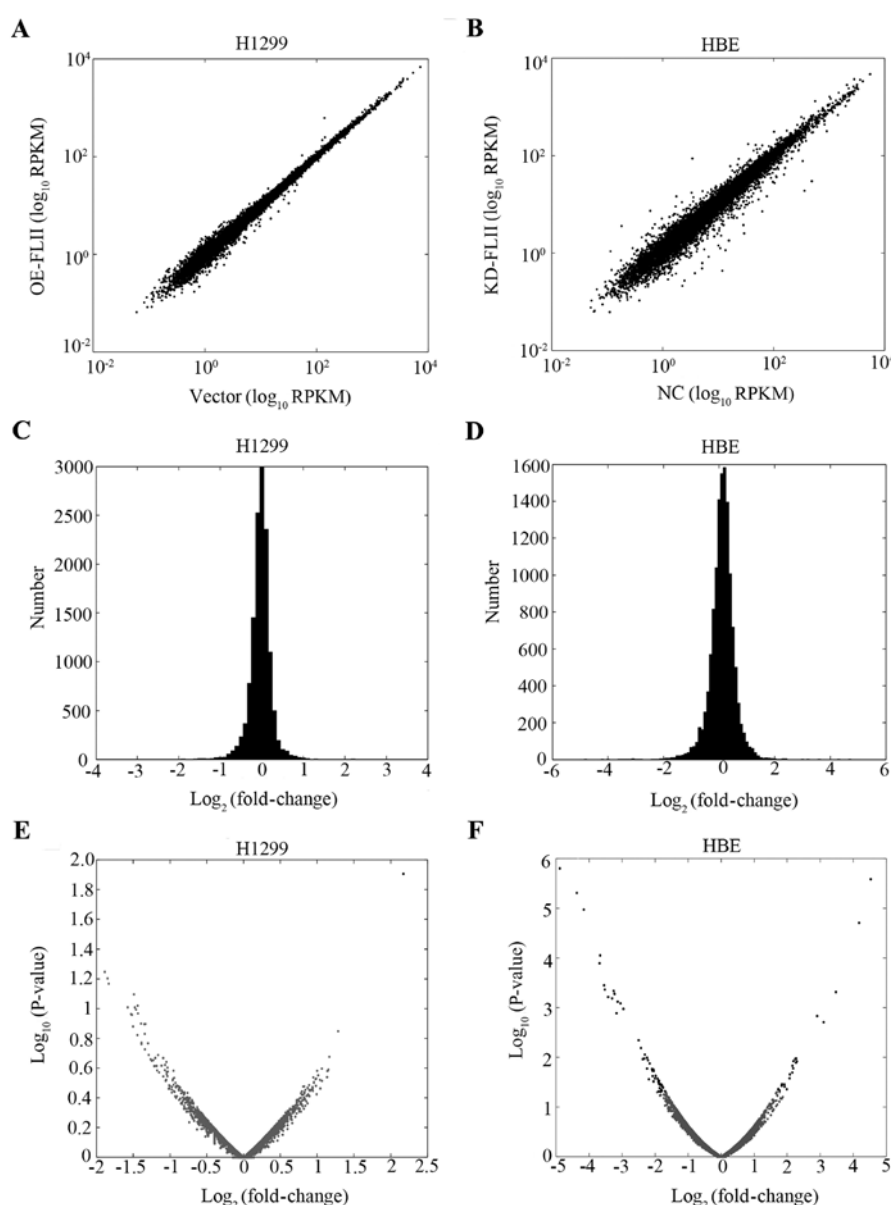 A
H1299
10⁴
10²
10⁰
10⁻²
10⁻² 10⁰ 10² 10⁴
OE-FLII (log₁₀ RPKM)
Vector (log₁₀ RPKM)
B
HBE
10⁴
10²
10⁰
10⁻²
10⁻² 10⁰ 10² 10⁴
KD-FLII (log₁₀ RPKM)
NC (log₁₀ RPKM)
C
H1299
3000
2500
2000
1500
1000
500
0
-4 -3 -2 -1 0 1 2 3 4
Number
Log₂ (fold-change)
D
HBE
1600
1400
1200
1000
800
600
400
200
0
-6 -4 -2 0 2 4 6
Number
Log₂ (fold-change)
E
H1299
2.0
1.8
1.6
1.4
1.2
1
0.8
0.6
0.4
0.2
0
-2 -1.5 -1 -0.5 0 0.5 1 1.5 2 2.5
Log₁₀ (P-value)
Log₂ (fold-change)
F
HBE
6
5
4
3
2
1
0
-5 -4 -3 -2 -1 0 1 2 3 4 5
Log₁₀ (P-value)
Log₂ (fold-change)